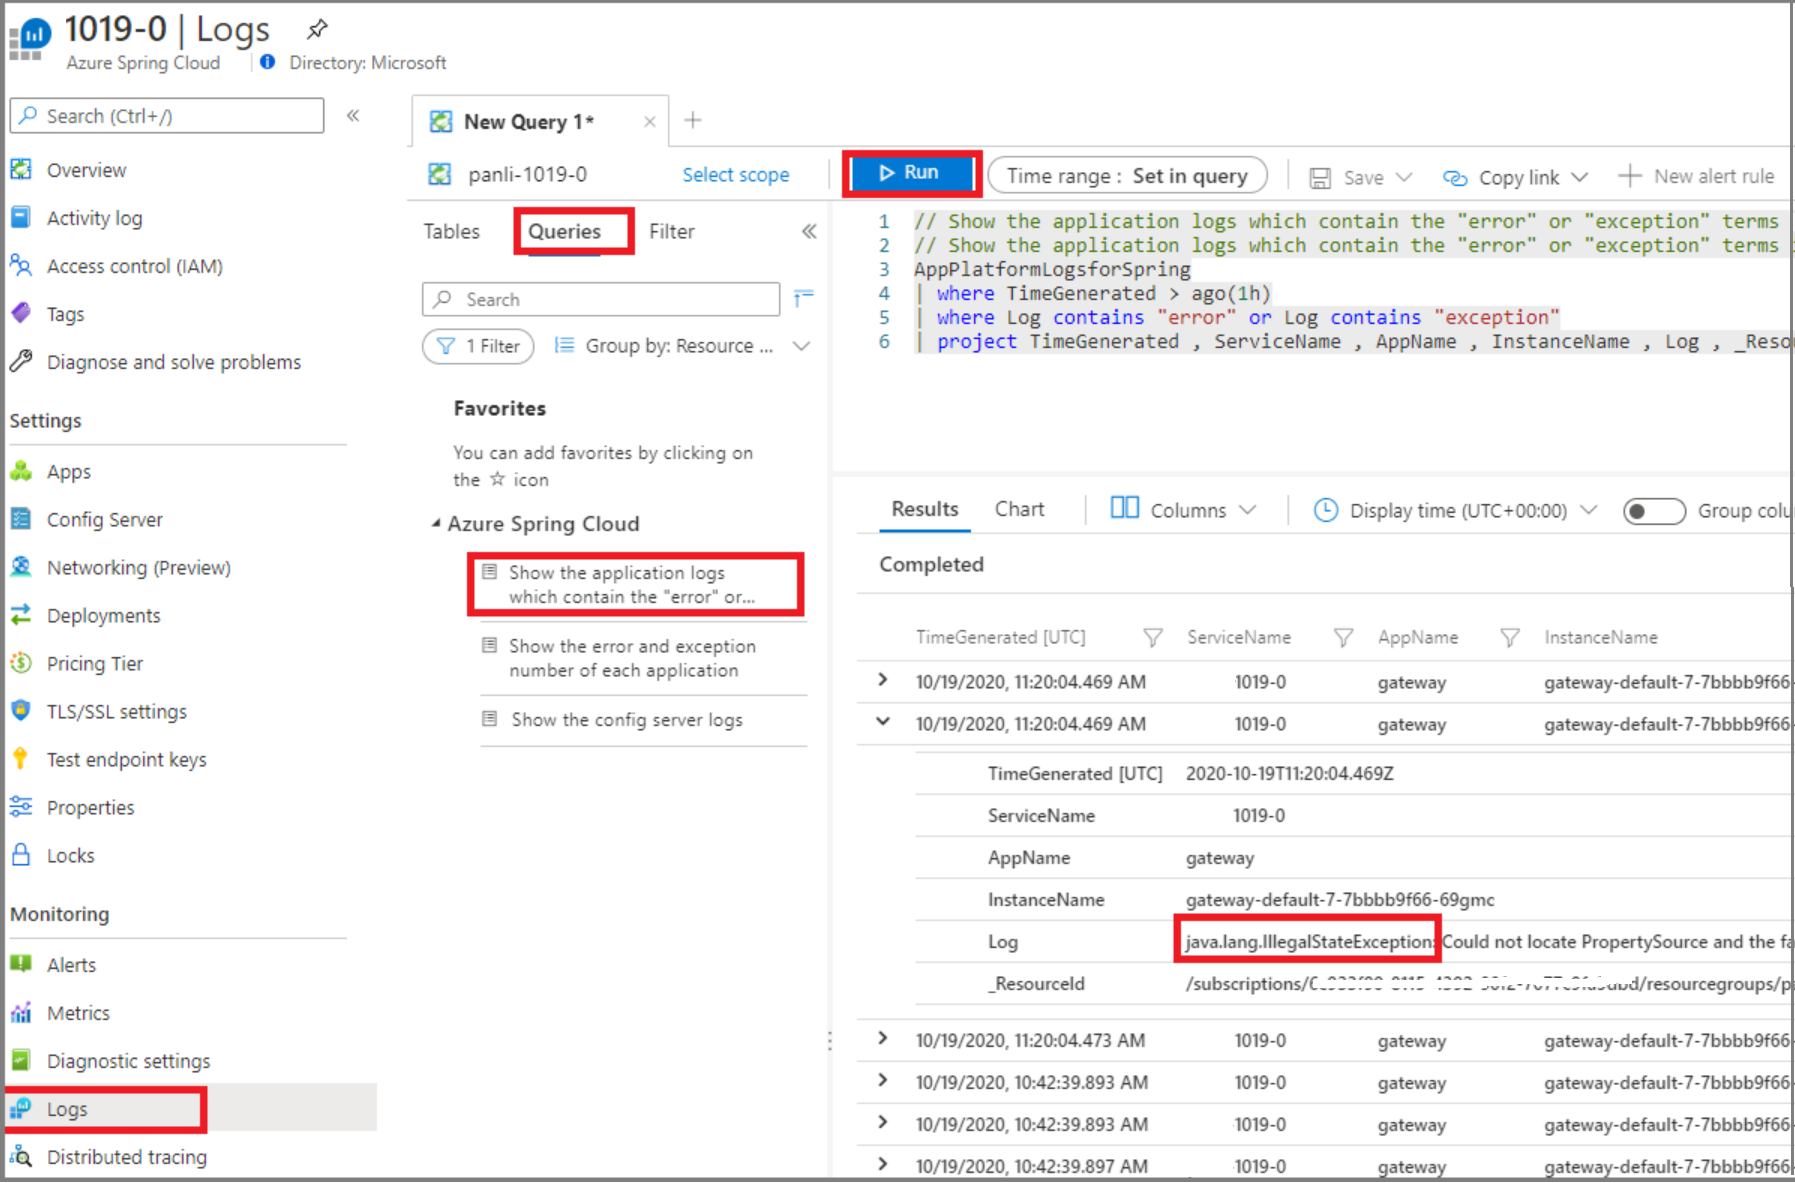 1019-0 | Logs
Azure Spring Cloud
Directory: Microsoft
Search (Ctrl+/)
«
Overview
Activity log
Access control (IAM)
Tags
Diagnose and solve problems
Settings
Apps
Config Server
Networking (Preview)
Deployments
Pricing Tier
TLS/SSL settings
Test endpoint keys
Properties
Locks
Monitoring
Alerts
Metrics
Diagnostic settings
Logs
Distributed tracing
New Query 1*
panli-1019-0 Select scope
Run
Time range : Set in query
Save
Copy link
New alert rule
Tables Queries Filter «
Search
1 Filter
Group by: Resource ...
Favorites
You can add favorites by clicking on
the ☆ icon
Azure Spring Cloud
Show the application logs
which contain the "error" or...
Show the error and exception
number of each application
Show the config server logs
1 // Show the application logs which contain the "error" or "exception" terms
2 // Show the application logs which contain the "error" or "exception" terms
3 AppPlatformLogsforSpring
4 | where TimeGenerated > ago(1h)
5 | where Log contains "error" or Log contains "exception"
6 | project TimeGenerated , ServiceName , AppName , InstanceName , Log , _Reso
Results Chart Columns Display time (UTC+00:00) Group colu
Completed
TimeGenerated [UTC] ServiceName AppName InstanceName
10/19/2020, 11:20:04.469 AM 1019-0 gateway gateway-default-7-7bbbb9f66-
10/19/2020, 11:20:04.469 AM 1019-0 gateway gateway-default-7-7bbbb9f66-
TimeGenerated [UTC] 2020-10-19T11:20:04.469Z
ServiceName 1019-0
AppName gateway
InstanceName gateway-default-7-7bbbb9f66-69gmc
Log java.lang.IllegalStateException: Could not locate PropertySource and the fa
_ResourceId /subscriptions/ /resourcegroups/p
10/19/2020, 11:20:04.473 AM 1019-0 gateway gateway-default-7-7bbbb9f66-
10/19/2020, 10:42:39.893 AM 1019-0 gateway gateway-default-7-7bbbb9f66-
10/19/2020, 10:42:39.893 AM 1019-0 gateway gateway-default-7-7bbbb9f66-
10/19/2020, 10:42:39.897 AM 1019-0 gateway gateway-default-7-7bbbb9f66-